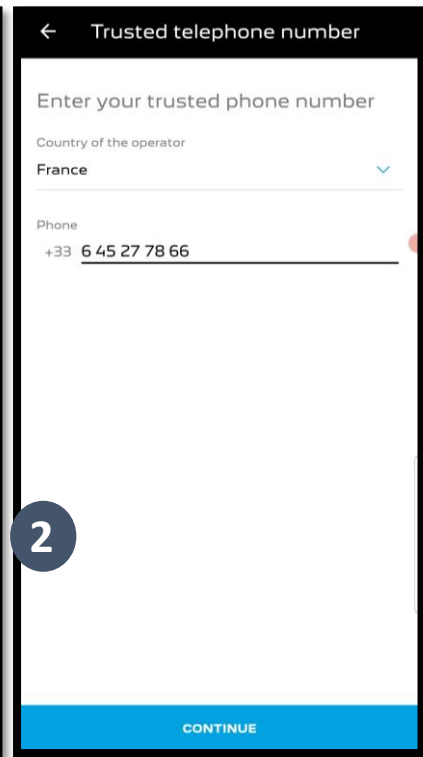 Trusted telephone number
Enter your trusted phone number
Country of the operator
France
Phone
+33 6 45 27 78 66
2
CONTINUE